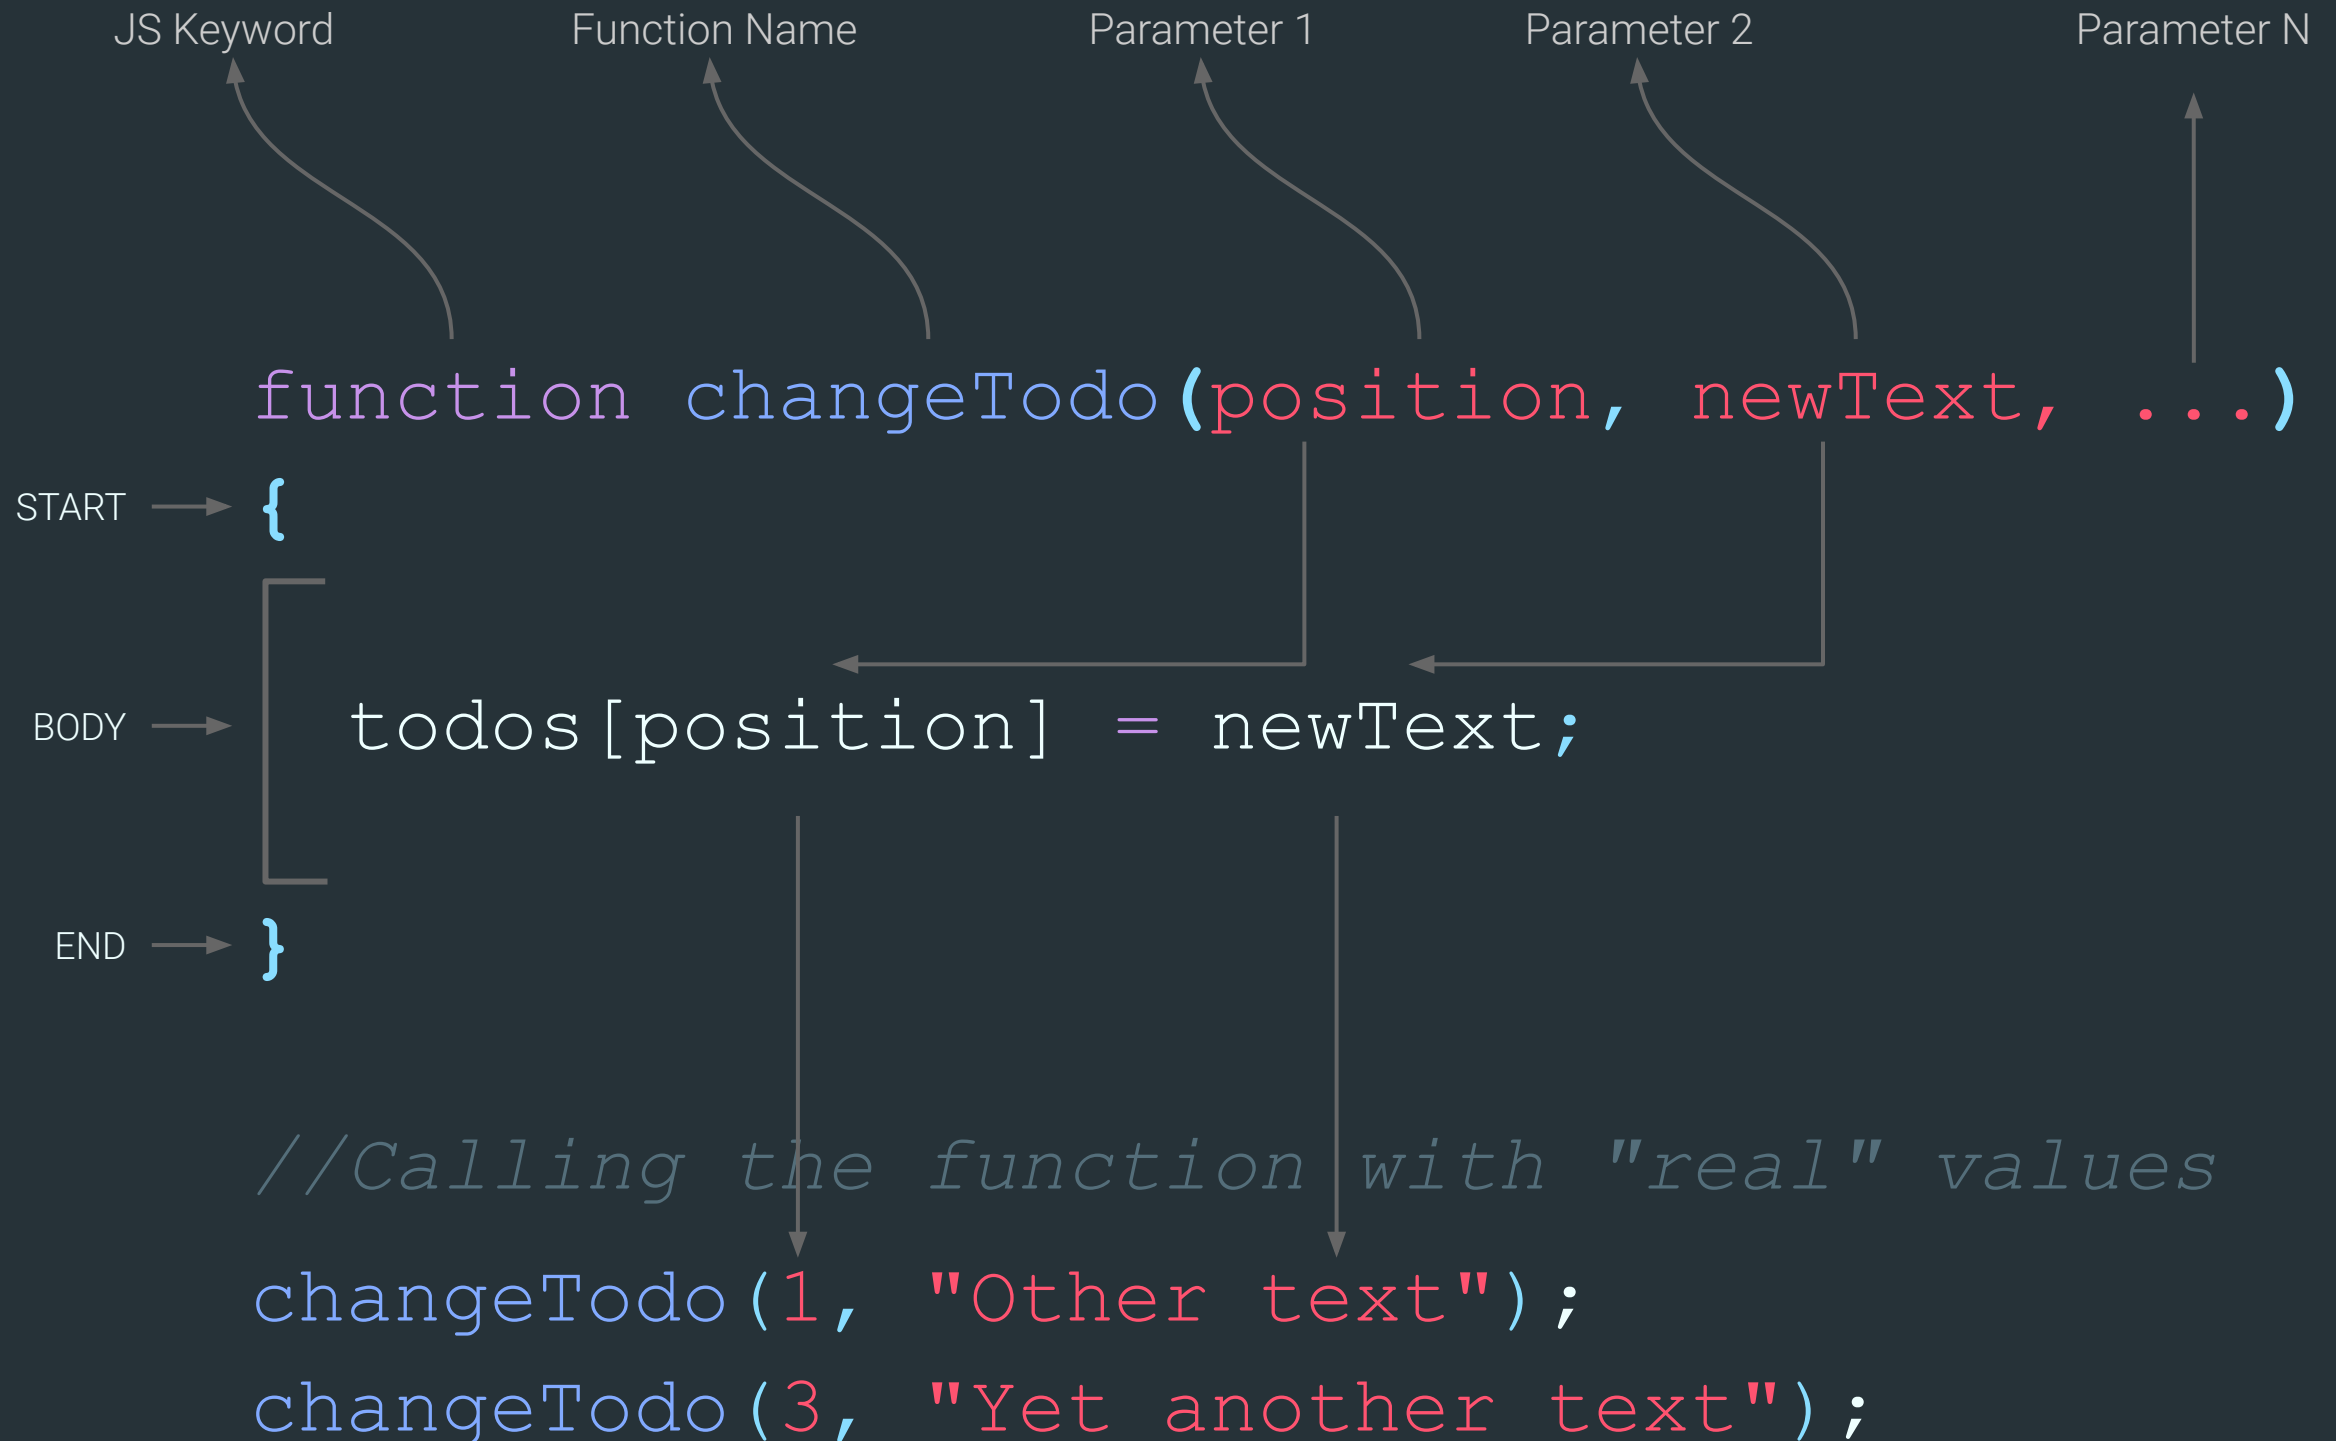 JS Keyword Function Name Parameter 1 Parameter 2 Parameter N
function changeTodo(position, newText, ...)
START {
BODY todos[position] = newText;
END }
//Calling the function with "real" values
changeTodo(1, "Other text");
changeTodo(3, "Yet another text");